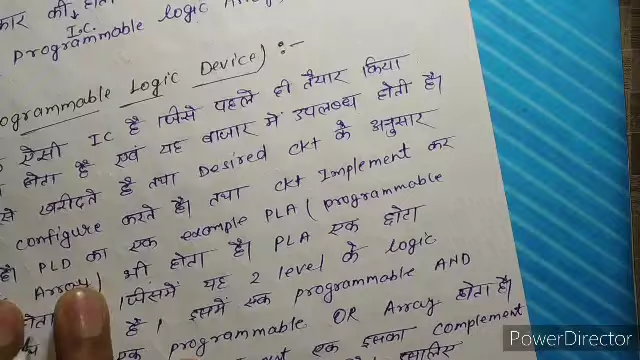 कार की होती
I.C.
Programmable logic Array,
ogrammable Logic Device) :-
ऐसी IC है जिसे पहले ही तैयार किया
होता है एवं यह बाजार में उपलब्ध होती है।
से खरीदते हैं तथा Desired ckt के अनुसार
configure करते है। तथा ckt Implement कर
है। PLD का एक example PLA ( programmable
Array) भी होता है। PLA एक होता
जिसमें यह 2 level के logic
है। इसमें एक programmable AND
एक programmable OR Array होता है।
एक इसका complement
PowerDirector